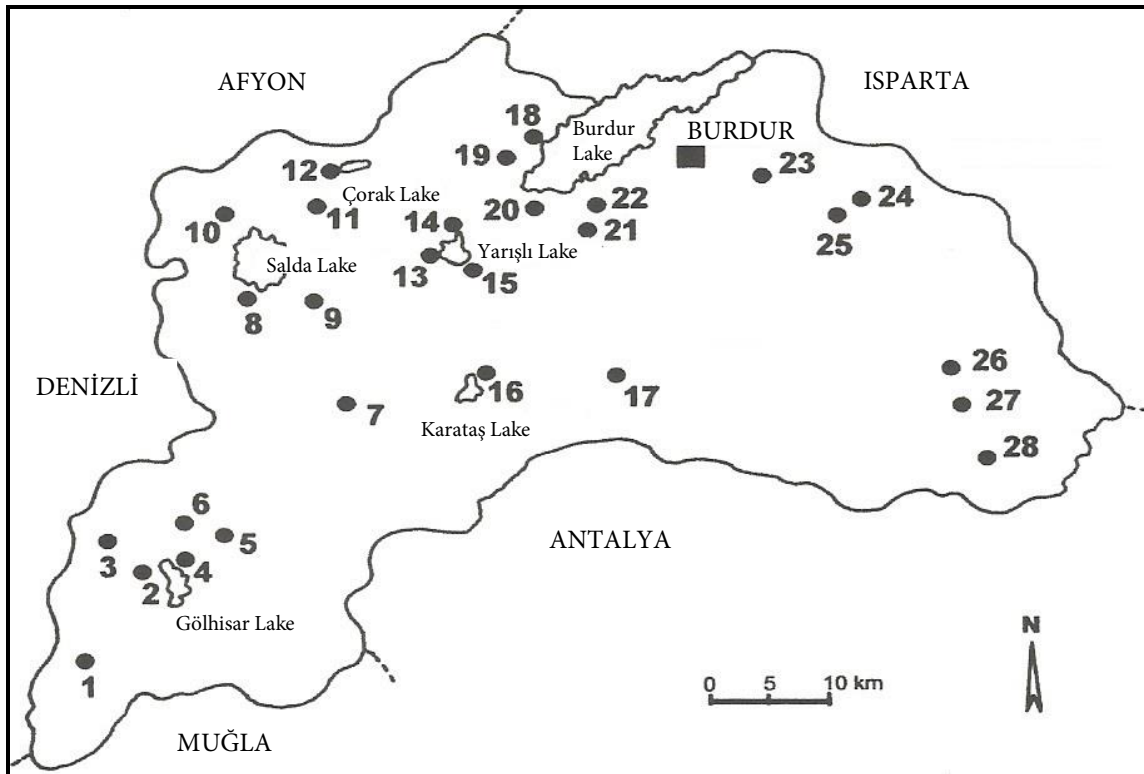 AFYON
ISPARTA
18
Burdur
Lake
BURDUR
19
12
23
Çorak Lake
22
24
10
11
14
20
21
25
Salda Lake
13
Yarışlı Lake
15
8
9
DENİZLİ
26
16
17
27
7
Karataş Lake
28
6
5
ANTALYA
3
4
2
Gölhisar Lake
N
1
0 5 10 km
MUĞLA